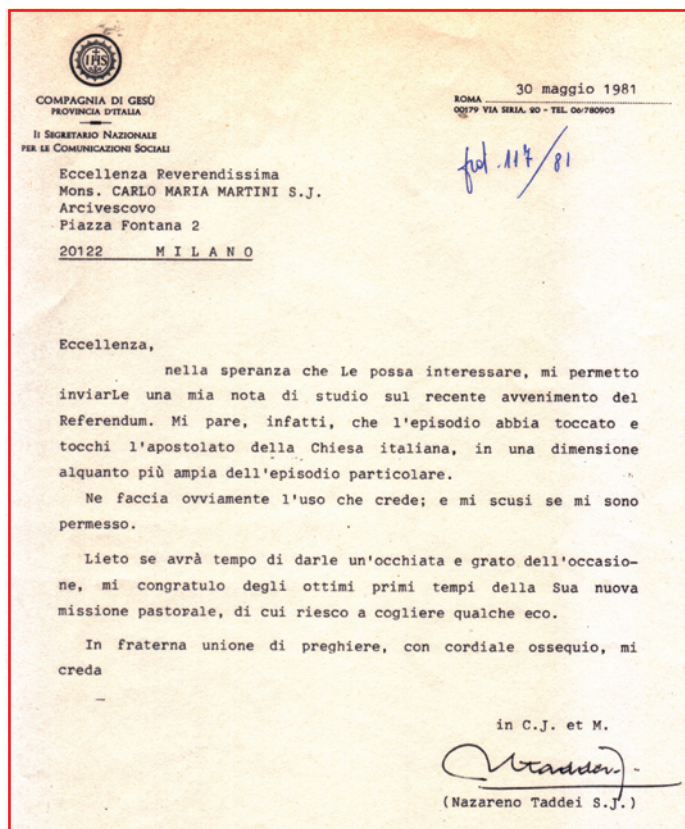 IHS
COMPAGNIA DI GESÙ
PROVINCIA D'ITALIA
Il Segretario Nazionale
per le Comunicazioni Sociali
ROMA 30 maggio 1981
00179 VIA SIRIA, 20 - TEL. 06/780905
prot. 117/81
Eccellenza Reverendissima
Mons. CARLO MARIA MARTINI S.J.
Arcivescovo
Piazza Fontana 2
20122 M I L A N O
Eccellenza,
nella speranza che Le possa interessare, mi permetto
inviarLe una mia nota di studio sul recente avvenimento del
Referendum. Mi pare, infatti, che l'episodio abbia toccato e
tocchi l'apostolato della Chiesa italiana, in una dimensione
alquanto più ampia dell'episodio particolare.
Ne faccia ovviamente l'uso che crede; e mi scusi se mi sono
permesso.
Lieto se avrà tempo di darle un'occhiata e grato dell'occasio-
ne, mi congratulo degli ottimi primi tempi della Sua nuova
missione pastorale, di cui riesco a cogliere qualche eco.
In fraterna unione di preghiere, con cordiale ossequio, mi
creda
in C.J. et M.
NTaddei
(Nazareno Taddei S.J.)